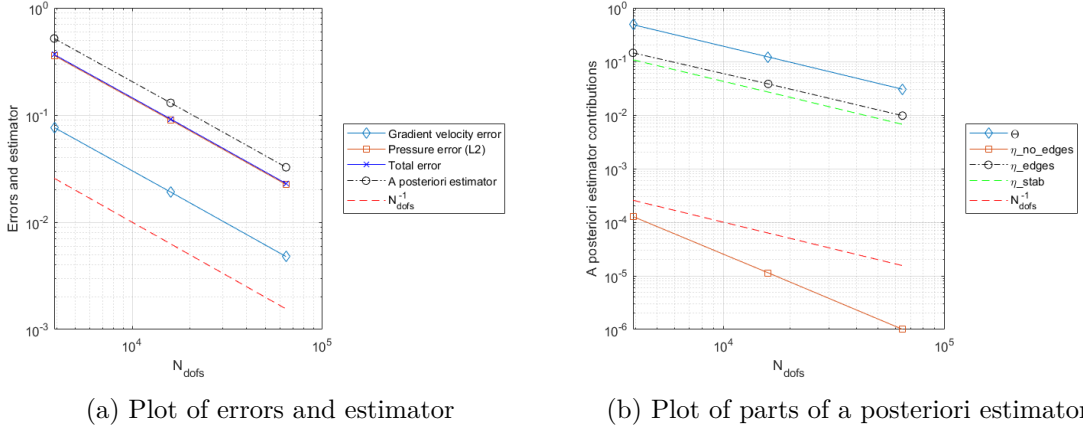 10^0
10^-1
10^-2
10^-3
Errors and estimator
10^4
10^5
N_dofs
Gradient velocity error
Pressure error (L2)
Total error
A posteriori estimator
N_dofs^-1
(a) Plot of errors and estimator
10^0
10^-1
10^-2
10^-3
10^-4
10^-5
10^-6
A posteriori estimator contributions
10^4
10^5
N_dofs
Θ
η_no_edges
η_edges
η_stab
N_dofs^-1
(b) Plot of parts of a posteriori estimator